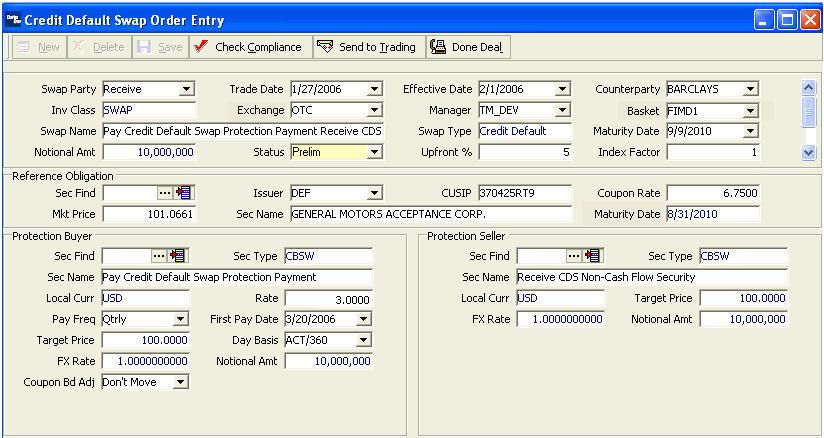 Credit Default Swap Order Entry
New Delete Save Check Compliance Send to Trading Done Deal
Swap Party Receive Trade Date 1/27/2006 Effective Date 2/1/2006 Counterparty BARCLAYS
Inv Class SWAP Exchange OTC Manager TM_DEV Basket FIMD1
Swap Name Pay Credit Default Swap Protection Payment Receive CDS Swap Type Credit Default Maturity Date 9/9/2010
Notional Amt 10,000,000 Status Prelim Upfront % 5 Index Factor 1
Reference Obligation
Sec Find ... Issuer DEF CUSIP 370425RT9 Coupon Rate 6.7500
Mkt Price 101.0661 Sec Name GENERAL MOTORS ACCEPTANCE CORP. Maturity Date 8/31/2010
Protection Buyer
Sec Find ... Sec Type CBSW
Sec Name Pay Credit Default Swap Protection Payment
Local Curr USD Rate 3.0000
Pay Freq Qtrly First Pay Date 3/20/2006
Target Price 100.0000 Day Basis ACT/360
FX Rate 1.0000000000 Notional Amt 10,000,000
Coupon Bd Adj Don't Move
Protection Seller
Sec Find ... Sec Type CBSW
Sec Name Receive CDS Non-Cash Flow Security
Local Curr USD Target Price 100.0000
FX Rate 1.0000000000 Notional Amt 10,000,000